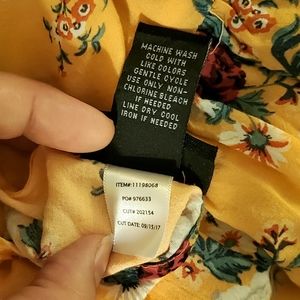 MACHINE WASH
COLD WITH
LIKE COLORS
GENTLE CYCLE
USE ONLY NON-
CHLORINE BLEACH
IF NEEDED
LINE DRY COOL
IRON IF NEEDED
ITEM#: 11198068
PO# 976633
CUT# 202154
CUT DATE: 09/15/17